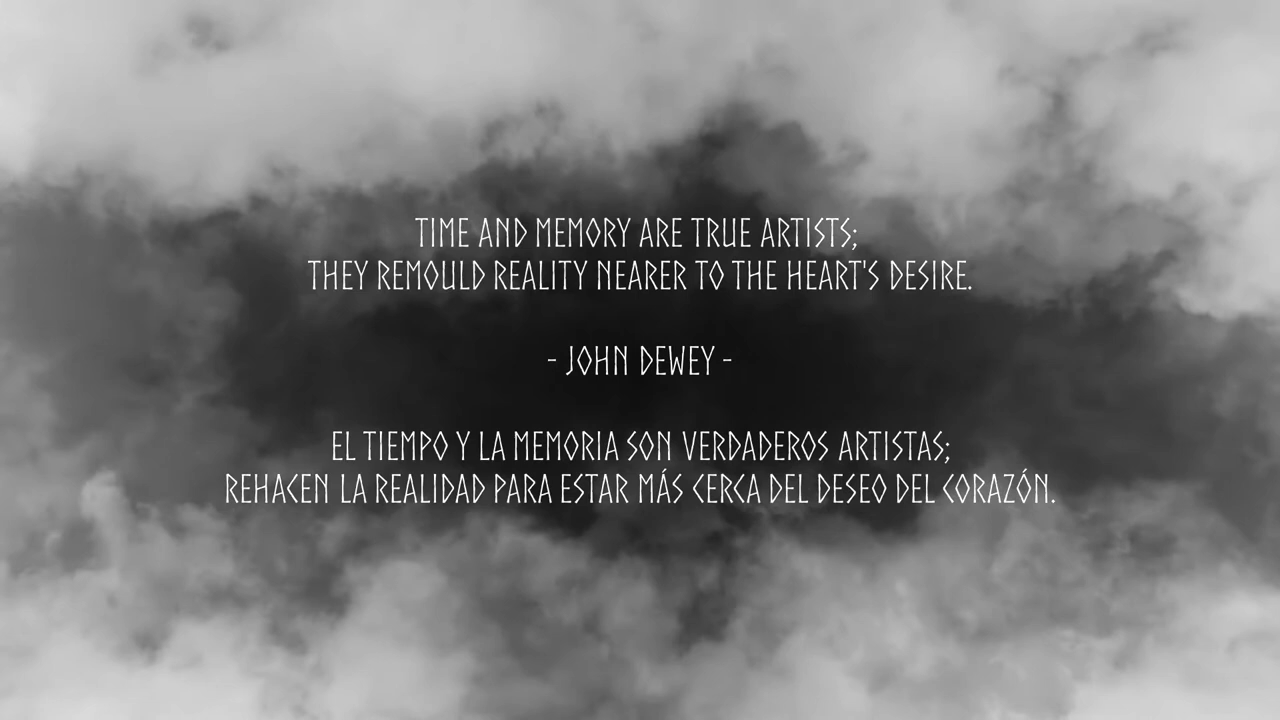 TIME AND MEMORY ARE TRUE ARTISTS;
THEY REMOULD REALITY NEARER TO THE HEART'S DESIRE.
- JOHN DEWEY -
EL TIEMPO Y LA MEMORIA SON VERDADEROS ARTISTAS;
REHACEN LA REALIDAD PARA ESTAR MÁS CERCA DEL DESEO DEL CORAZÓN.